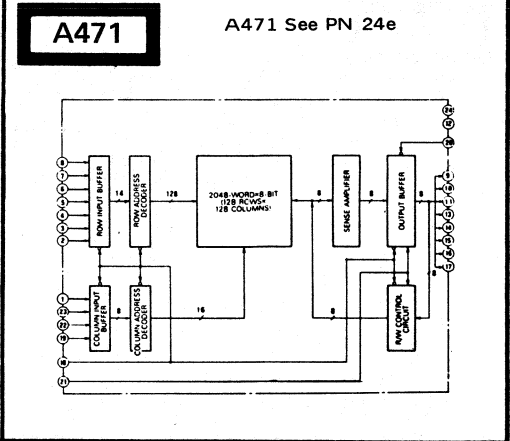 A471
A471 See PN 24e
24
12
20
8
7
6
5
4
3
2
ROW INPUT BUFFER
14
ROW ADDRESS
DECODER
128
2048-WORD×8-BIT
(128 ROWS×
128 COLUMNS)
8
SENSE AMPLIFIER
8
OUTPUT BUFFER
8
9
10
11
13
14
15
16
17
8
1
23
22
19
COLUMN INPUT
BUFFER
8
COLUMN ADDRESS
DECODER
16
8
R/W CONTROL
CIRCUIT
18
21